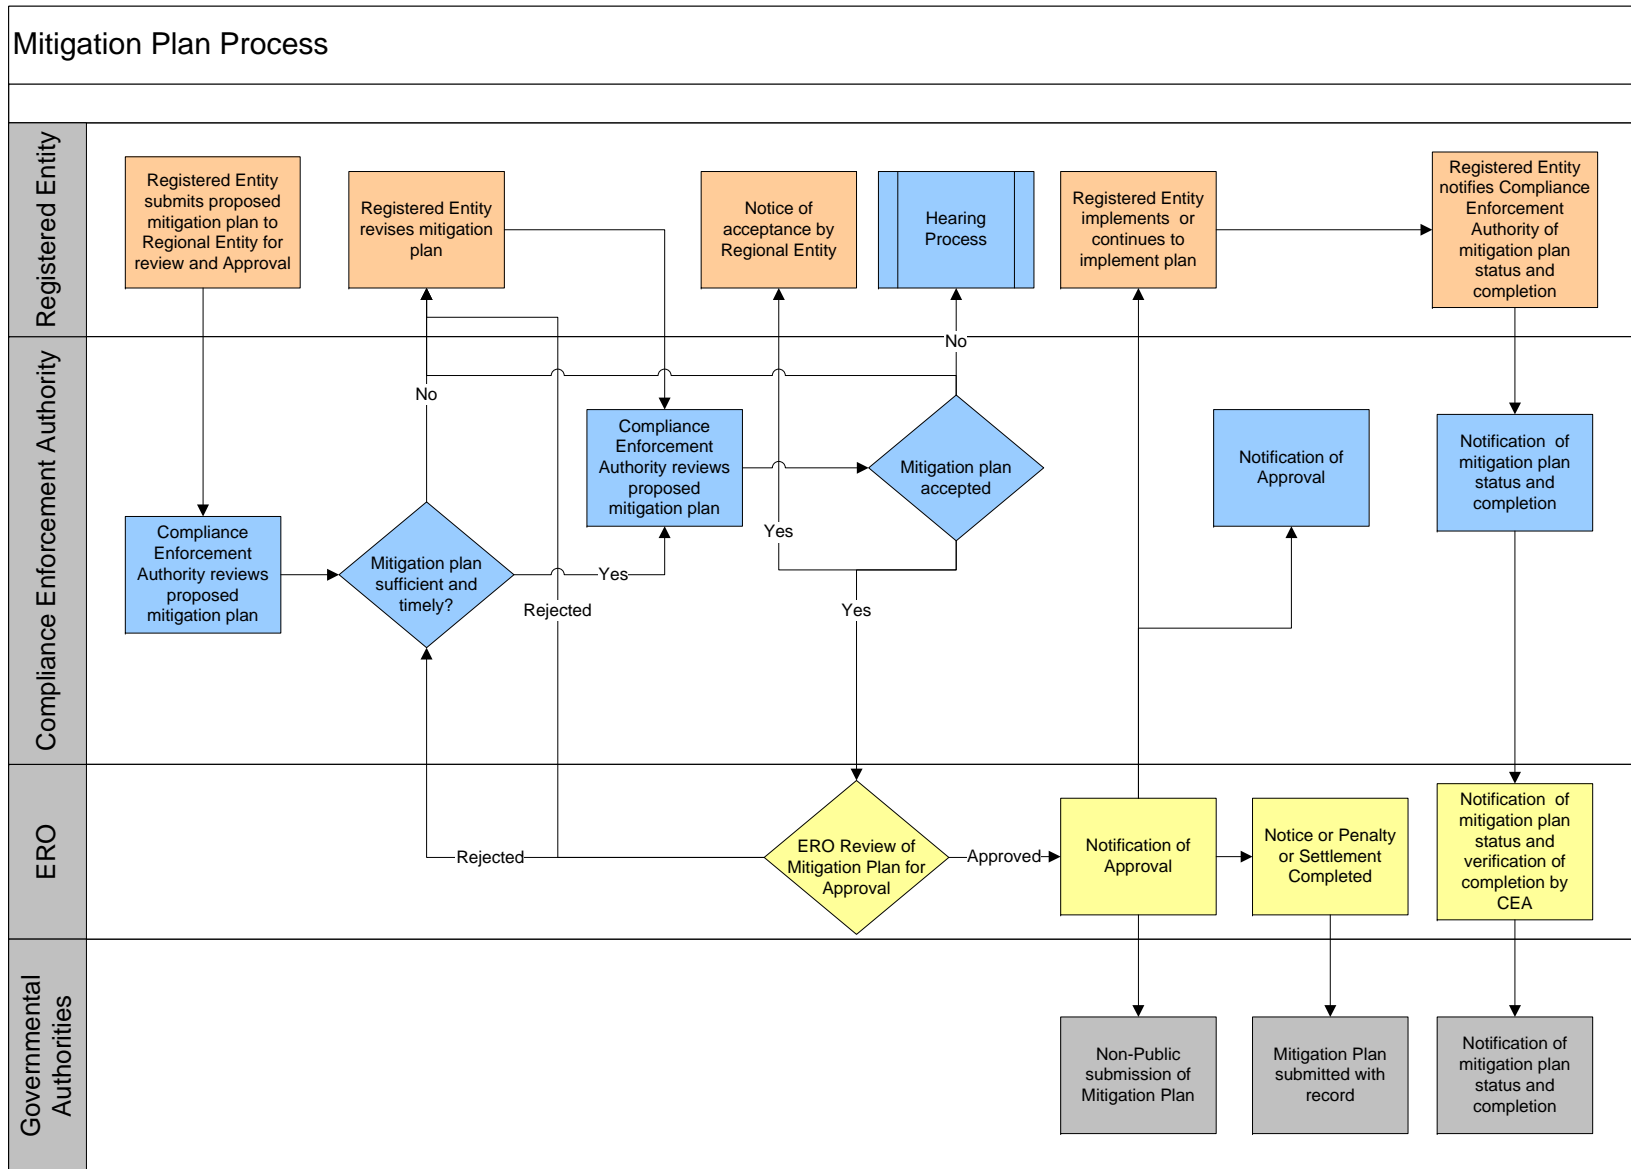 Mitigation Plan Process
Registered Entity
Registered Entity
submits proposed
mitigation plan to
Regional Entity for
review and Approval
Registered Entity
revises mitigation
plan
Notice of
acceptance by
Regional Entity
Hearing
Process
Registered Entity
implements or
continues to
implement plan
Registered Entity
notifies Compliance
Enforcement
Authority of
mitigation plan
status and
completion
Compliance Enforcement Authority
No
No
Compliance
Enforcement
Authority reviews
proposed
mitigation plan
Mitigation plan
sufficient and
timely?
Yes
Rejected
Compliance
Enforcement
Authority reviews
proposed
mitigation plan
Mitigation plan
accepted
Yes
Yes
Notification of
Approval
Notification of
mitigation plan
status and
completion
ERO
Rejected
ERO Review of
Mitigation Plan for
Approval
Approved
Notification of
Approval
Notice or Penalty
or Settlement
Completed
Notification of
mitigation plan
status and
verification of
completion by
CEA
Governmental
Authorities
Non-Public
submission of
Mitigation Plan
Mitigation Plan
submitted with
record
Notification of
mitigation plan
status and
completion